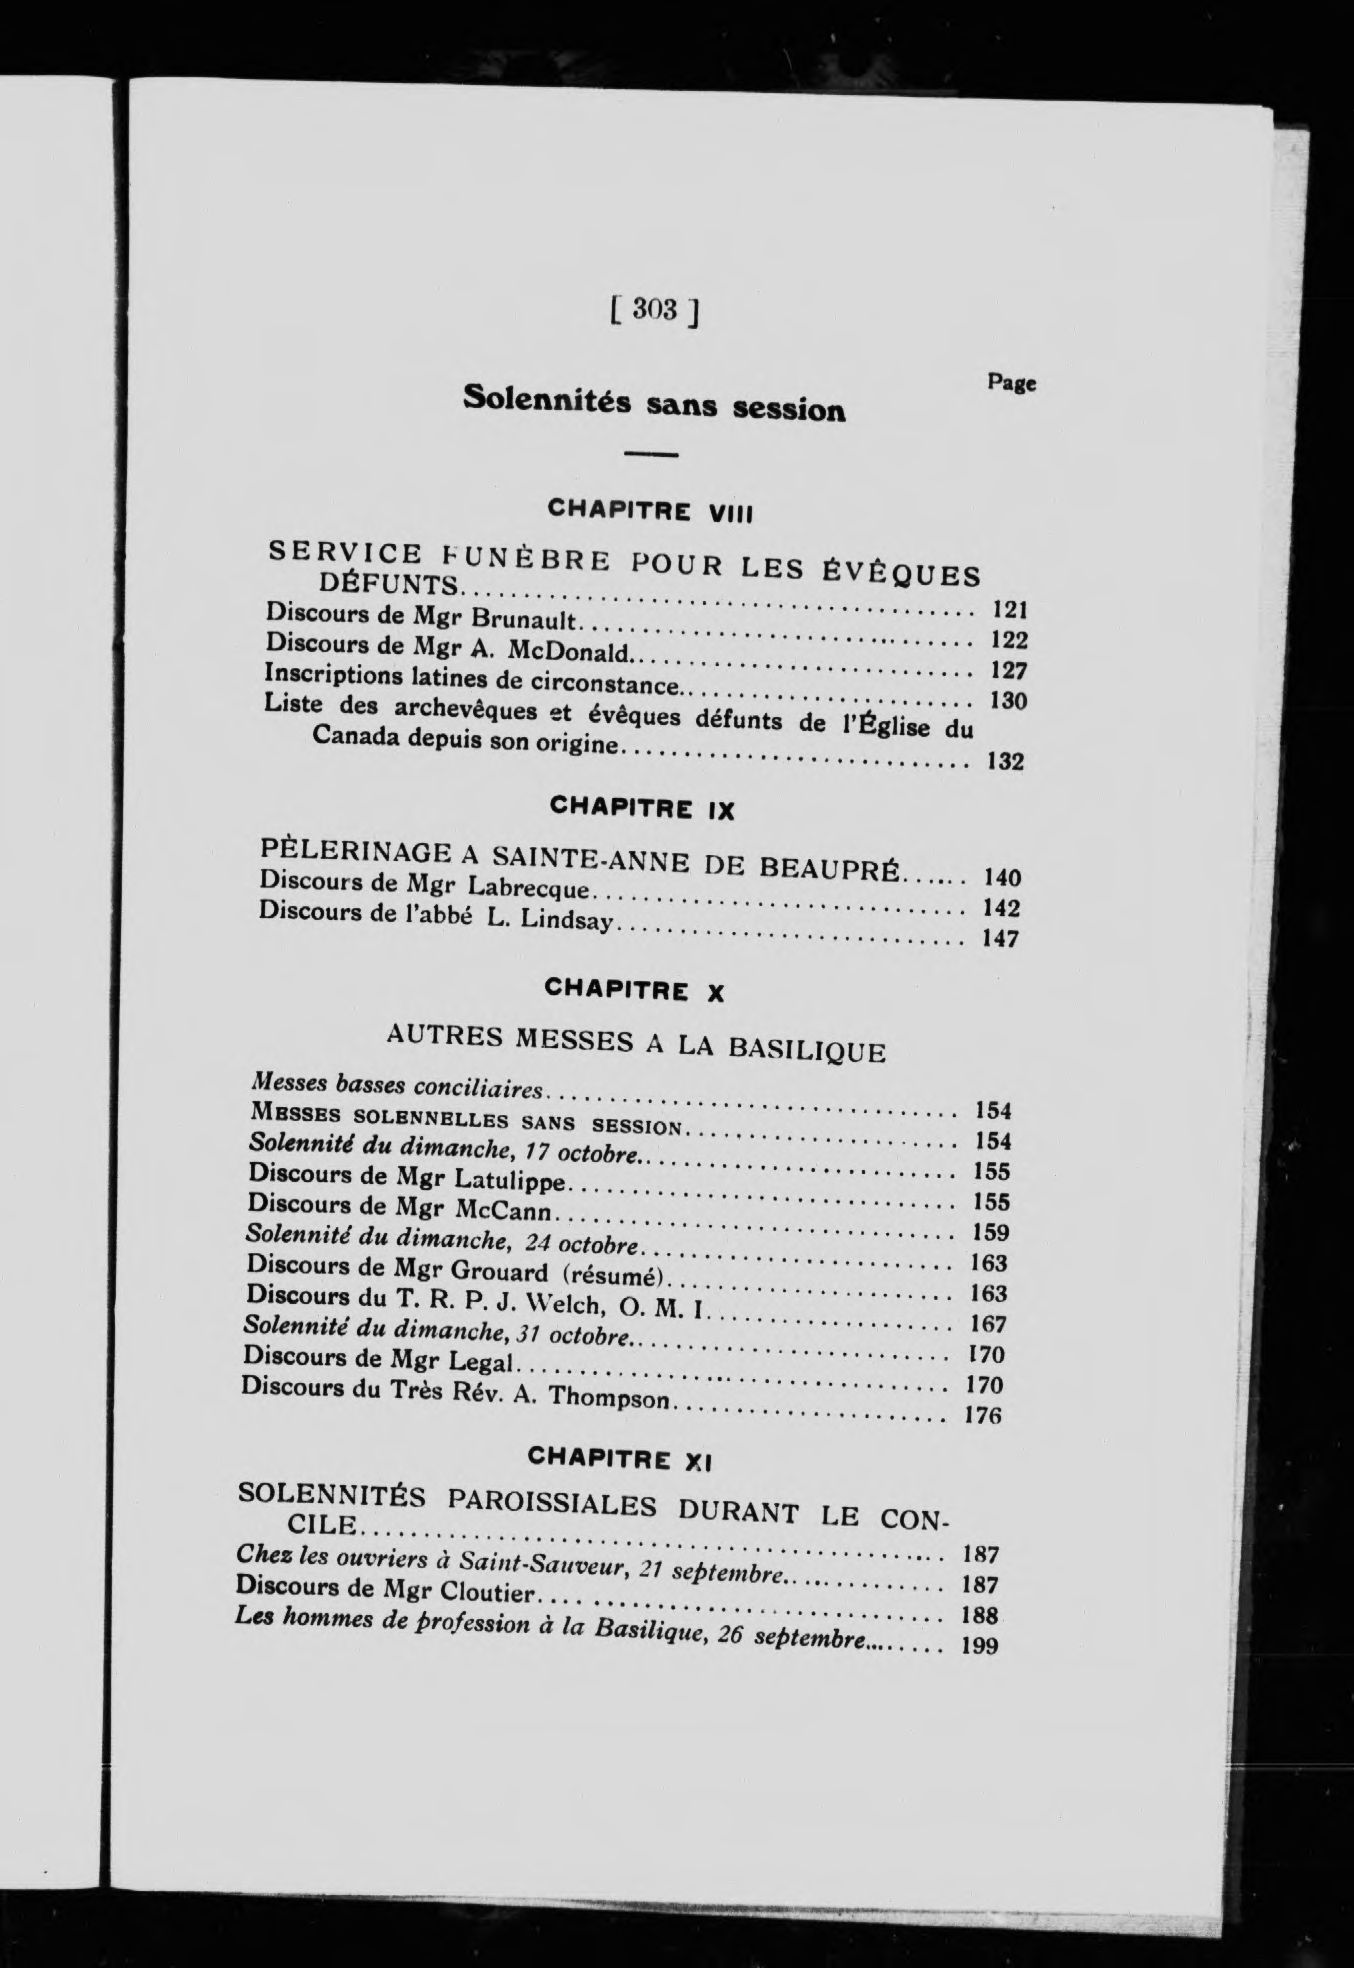 [ 303 ]
Page
Solennités sans session
CHAPITRE VIII
SERVICE FUNÈBRE POUR LES ÉVÊQUES
DÉFUNTS........................................ 121
Discours de Mgr Brunault............................... 122
Discours de Mgr A. McDonald........................... 127
Inscriptions latines de circonstance....................... 130
Liste des archevêques et évêques défunts de l'Église du
Canada depuis son origine............................ 132
CHAPITRE IX
PÈLERINAGE A SAINTE-ANNE DE BEAUPRÉ...... 140
Discours de Mgr Labrecque.............................. 142
Discours de l'abbé L. Lindsay............................ 147
CHAPITRE X
AUTRES MESSES A LA BASILIQUE
Messes basses conciliaires................................. 154
MESSES SOLENNELLES SANS SESSION...................... 154
Solennité du dimanche, 17 octobre......................... 155
Discours de Mgr Latulippe............................... 155
Discours de Mgr McCann................................ 159
Solennité du dimanche, 24 octobre......................... 163
Discours de Mgr Grouard (résumé)....................... 163
Discours du T. R. P. J. Welch, O. M. I.................... 167
Solennité du dimanche, 31 octobre......................... 170
Discours de Mgr Legal.................................. 170
Discours du Très Rév. A. Thompson...................... 176
CHAPITRE XI
SOLENNITÉS PAROISSIALES DURANT LE CON-
CILE.............................................. 187
Chez les ouvriers à Saint-Sauveur, 21 septembre............. 187
Discours de Mgr Cloutier................................ 188
Les hommes de profession à la Basilique, 26 septembre......... 199